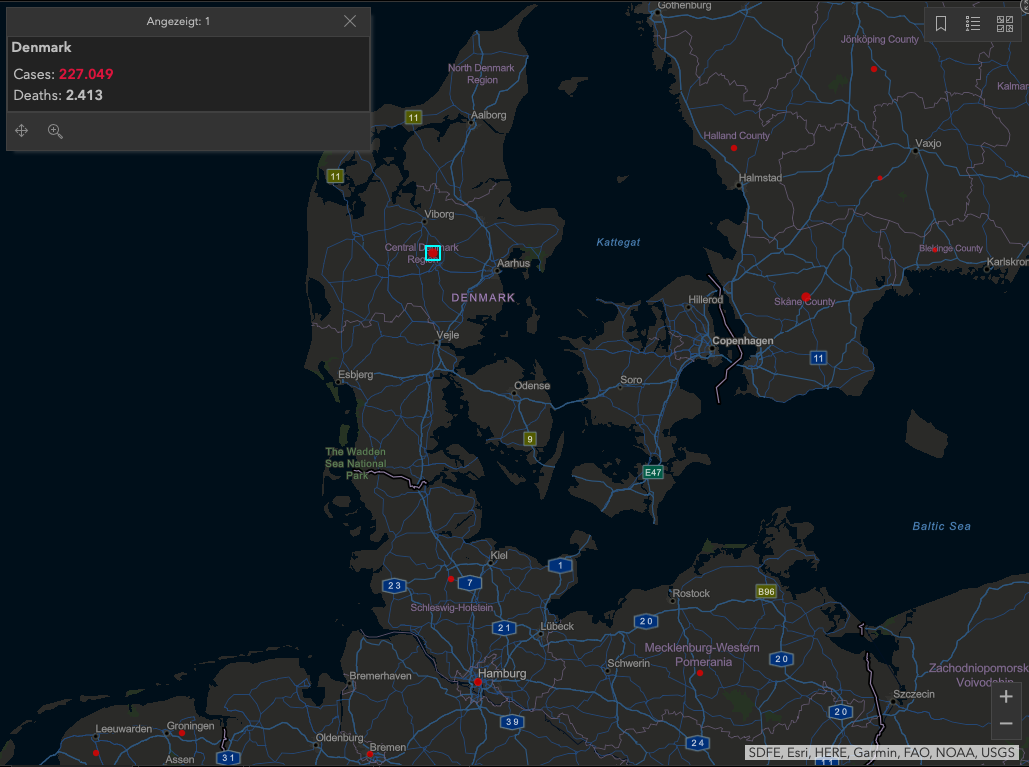 Angezeigt: 1
Denmark
Cases: 227.049
Deaths: 2.413
Gothenburg
Jönköping County
North Denmark
Region
11
Aalborg
Halland County
Vaxjo
11
Halmstad
Viborg
Kattegat
Central Denmark
Region
Blekinge County
Aarhus
DENMARK
Hillerod
Skåne County
Vejle
Copenhagen
11
Esbjerg
Odense
Soro
9
The Wadden
Sea National
Park
E47
Baltic Sea
Kiel
1
23
7
B96
Rostock
Schleswig-Holstein
20
21
Lübeck
Mecklenburg-Western
Pomerania
20
Schwerin
Hamburg
Bremerhaven
Szczecin
20
39
Leeuwarden
Groningen
Oldenburg
Bremen
24
31
Assen
SDFE, Esri, HERE, Garmin, FAO, NOAA, USGS
11